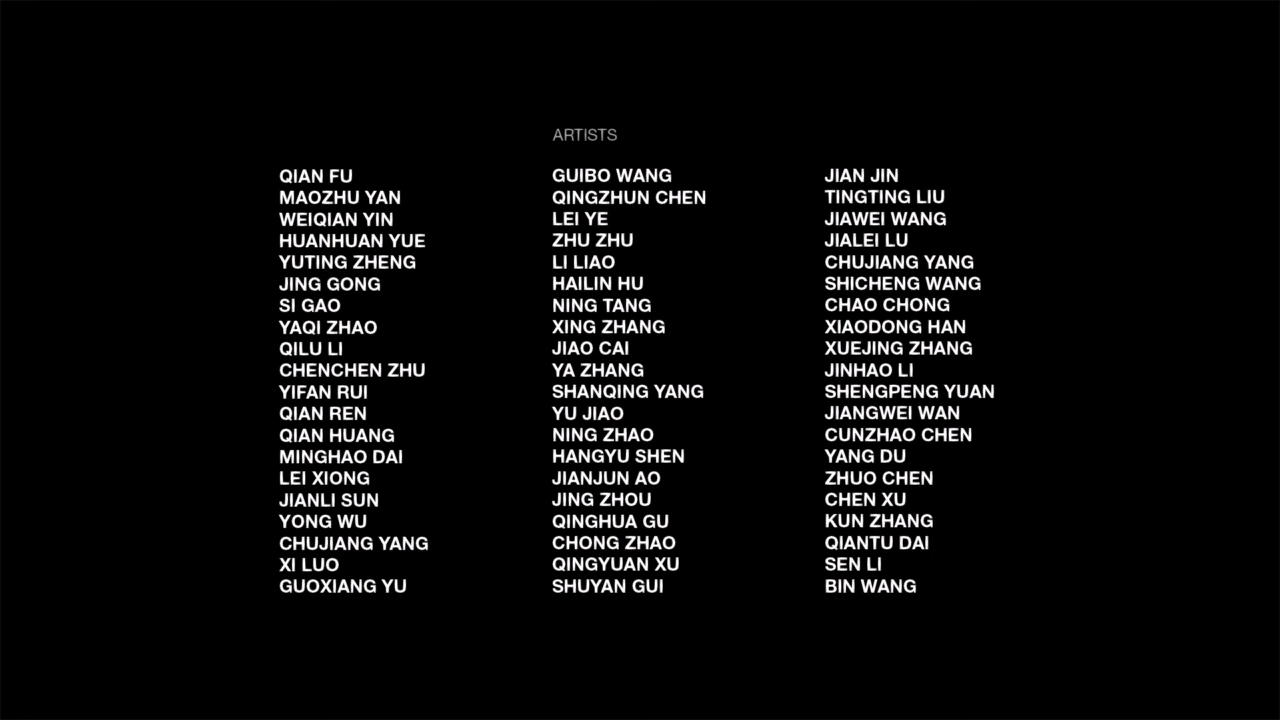 ARTISTS
QIAN FU
MAOZHU YAN
WEIQIAN YIN
HUANHUAN YUE
YUTING ZHENG
JING GONG
SI GAO
YAQI ZHAO
QILU LI
CHENCHEN ZHU
YIFAN RUI
QIAN REN
QIAN HUANG
MINGHAO DAI
LEI XIONG
JIANLI SUN
YONG WU
CHUJIANG YANG
XI LUO
GUOXIANG YU
GUIBO WANG
QINGZHUN CHEN
LEI YE
ZHU ZHU
LI LIAO
HAILIN HU
NING TANG
XING ZHANG
JIAO CAI
YA ZHANG
SHANQING YANG
YU JIAO
NING ZHAO
HANGYU SHEN
JIANJUN AO
JING ZHOU
QINGHUA GU
CHONG ZHAO
QINGYUAN XU
SHUYAN GUI
JIAN JIN
TINGTING LIU
JIAWEI WANG
JIALEI LU
CHUJIANG YANG
SHICHENG WANG
CHAO CHONG
XIAODONG HAN
XUEJING ZHANG
JINHAO LI
SHENGPENG YUAN
JIANGWEI WAN
CUNZHAO CHEN
YANG DU
ZHUO CHEN
CHEN XU
KUN ZHANG
QIANTU DAI
SEN LI
BIN WANG